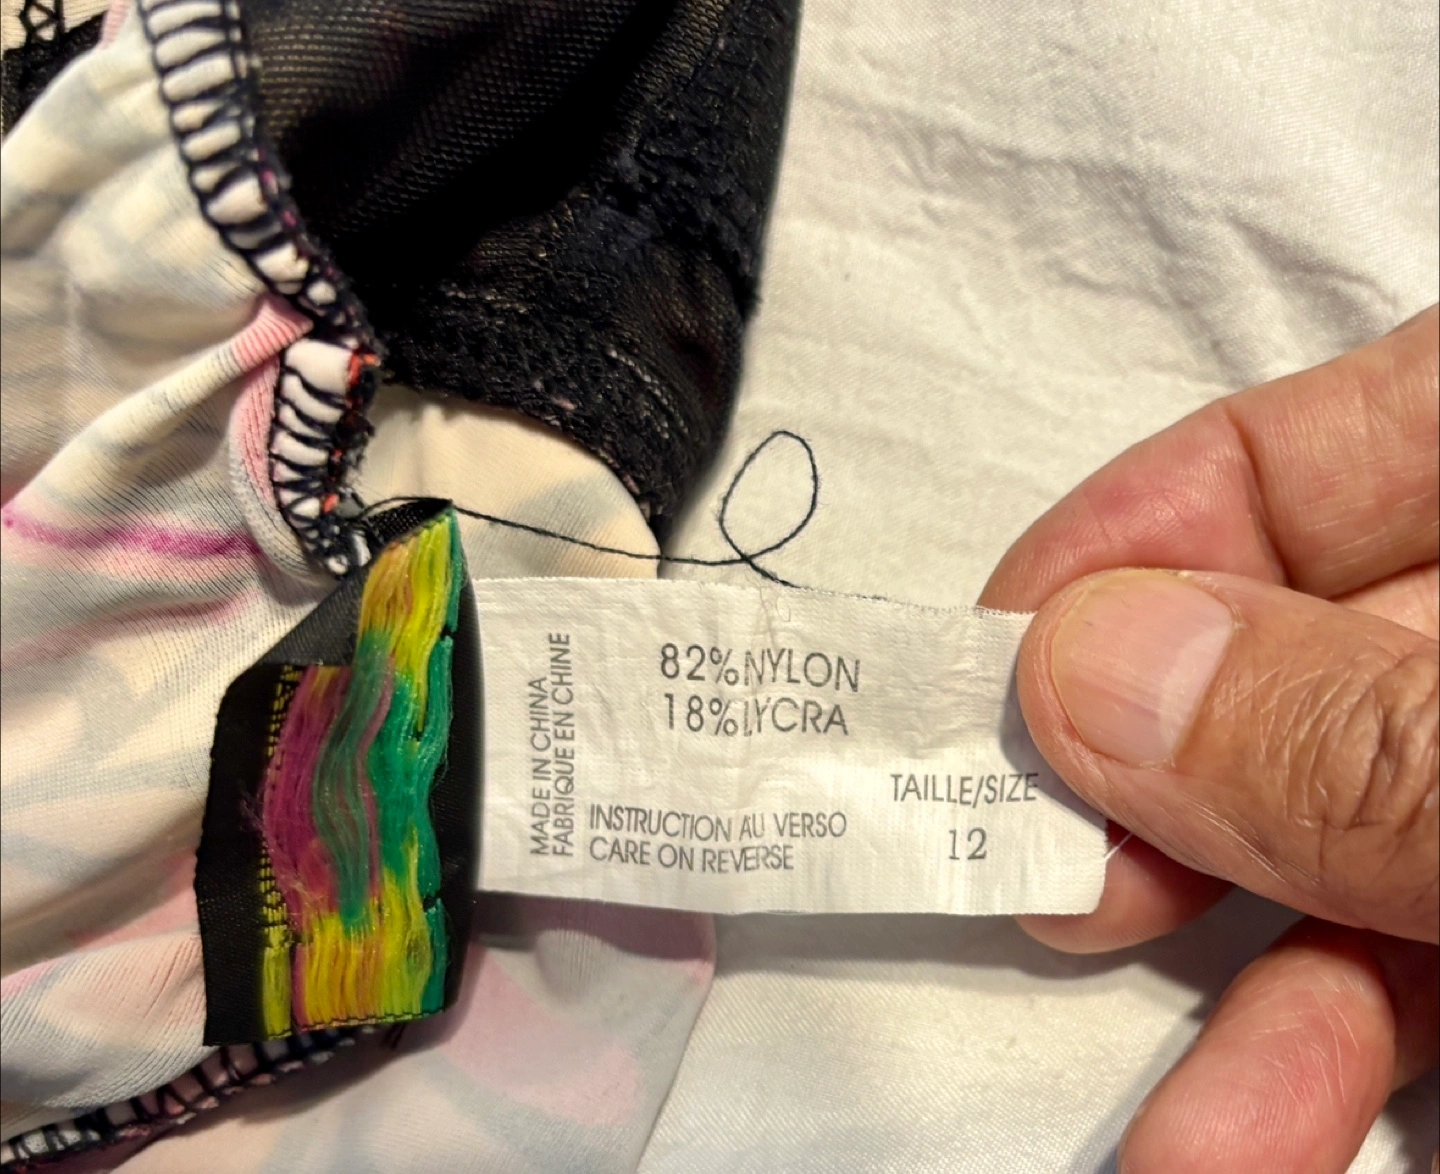 MADE IN CHINA
FABRIQUE EN CHINE
82% NYLON
18% LYCRA
INSTRUCTION AU VERSO
CARE ON REVERSE
TAILLE/SIZE
12